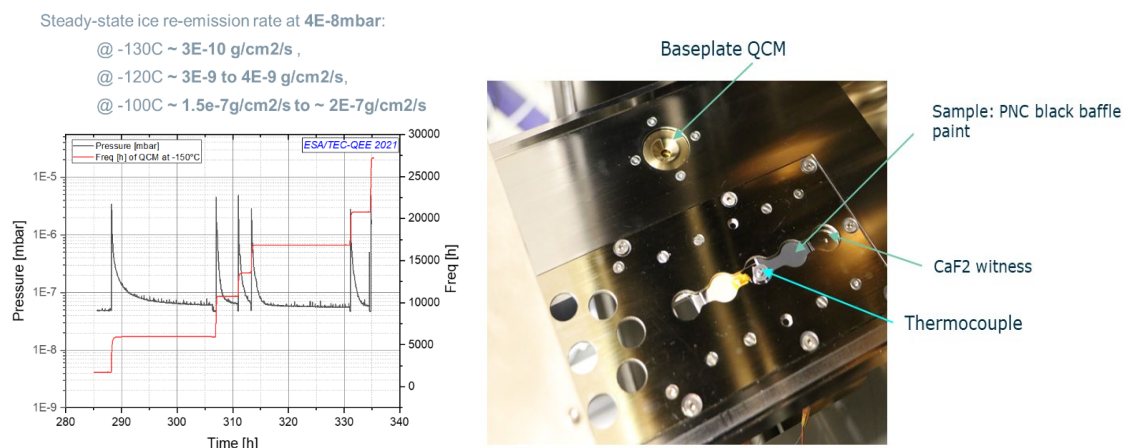 Steady-state ice re-emission rate at 4E-8mbar:
@ -130C ~ 3E-10 g/cm2/s ,
@ -120C ~ 3E-9 to 4E-9 g/cm2/s,
@ -100C ~ 1.5e-7g/cm2/s to ~ 2E-7g/cm2/s
Pressure [mbar]
Freq [h] of QCM at -150°C
ESA/TEC-QEE 2021
1E-5
1E-6
1E-7
1E-8
1E-9
Pressure [mbar]
30000
25000
20000
15000
10000
5000
0
Freq [h]
280 290 300 310 320 330 340
Time [h]
Baseplate QCM
Sample: PNC black baffle
paint
CaF2 witness
Thermocouple